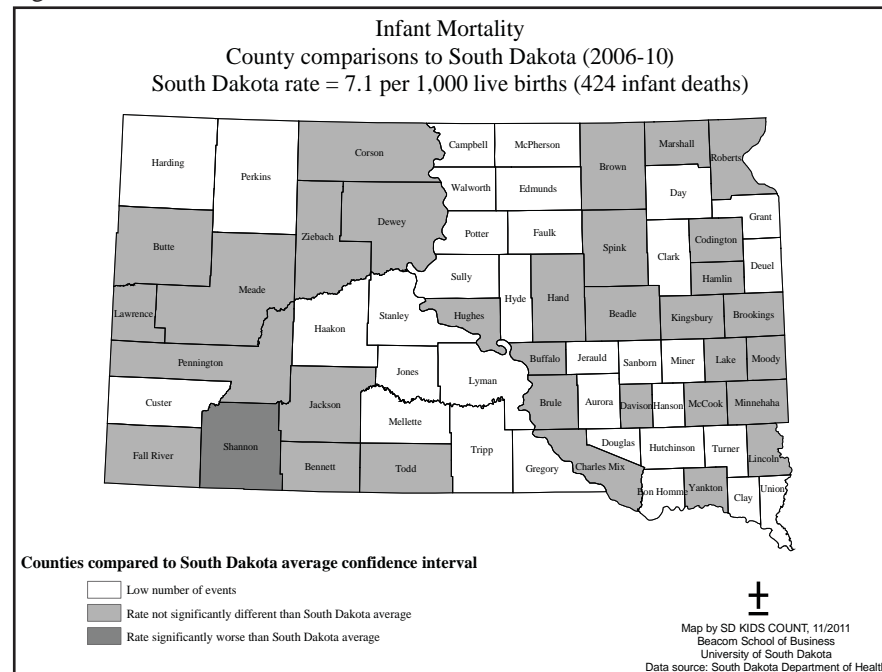 Infant Mortality
County comparisons to South Dakota (2006-10)
South Dakota rate = 7.1 per 1,000 live births (424 infant deaths)
Harding
Perkins
Corson
Campbell
McPherson
Brown
Marshall
Roberts
Walworth
Edmunds
Day
Grant
Butte
Ziebach
Dewey
Potter
Faulk
Spink
Clark
Codington
Deuel
Meade
Sully
Hyde
Hand
Hamlin
Lawrence
Haakon
Stanley
Hughes
Beadle
Kingsbury
Brookings
Pennington
Jones
Lyman
Buffalo
Jerauld
Sanborn
Miner
Lake
Moody
Custer
Jackson
Mellette
Brule
Aurora
Davison
Hanson
McCook
Minnehaha
Fall River
Shannon
Bennett
Todd
Tripp
Gregory
Charles Mix
Douglas
Hutchinson
Turner
Lincoln
Bon Homme
Yankton
Clay
Union
Counties compared to South Dakota average confidence interval
Low number of events
Rate not significantly different than South Dakota average
Rate significantly worse than South Dakota average
Map by SD KIDS COUNT, 11/2011
Beacom School of Business
University of South Dakota
Data source: South Dakota Department of Health